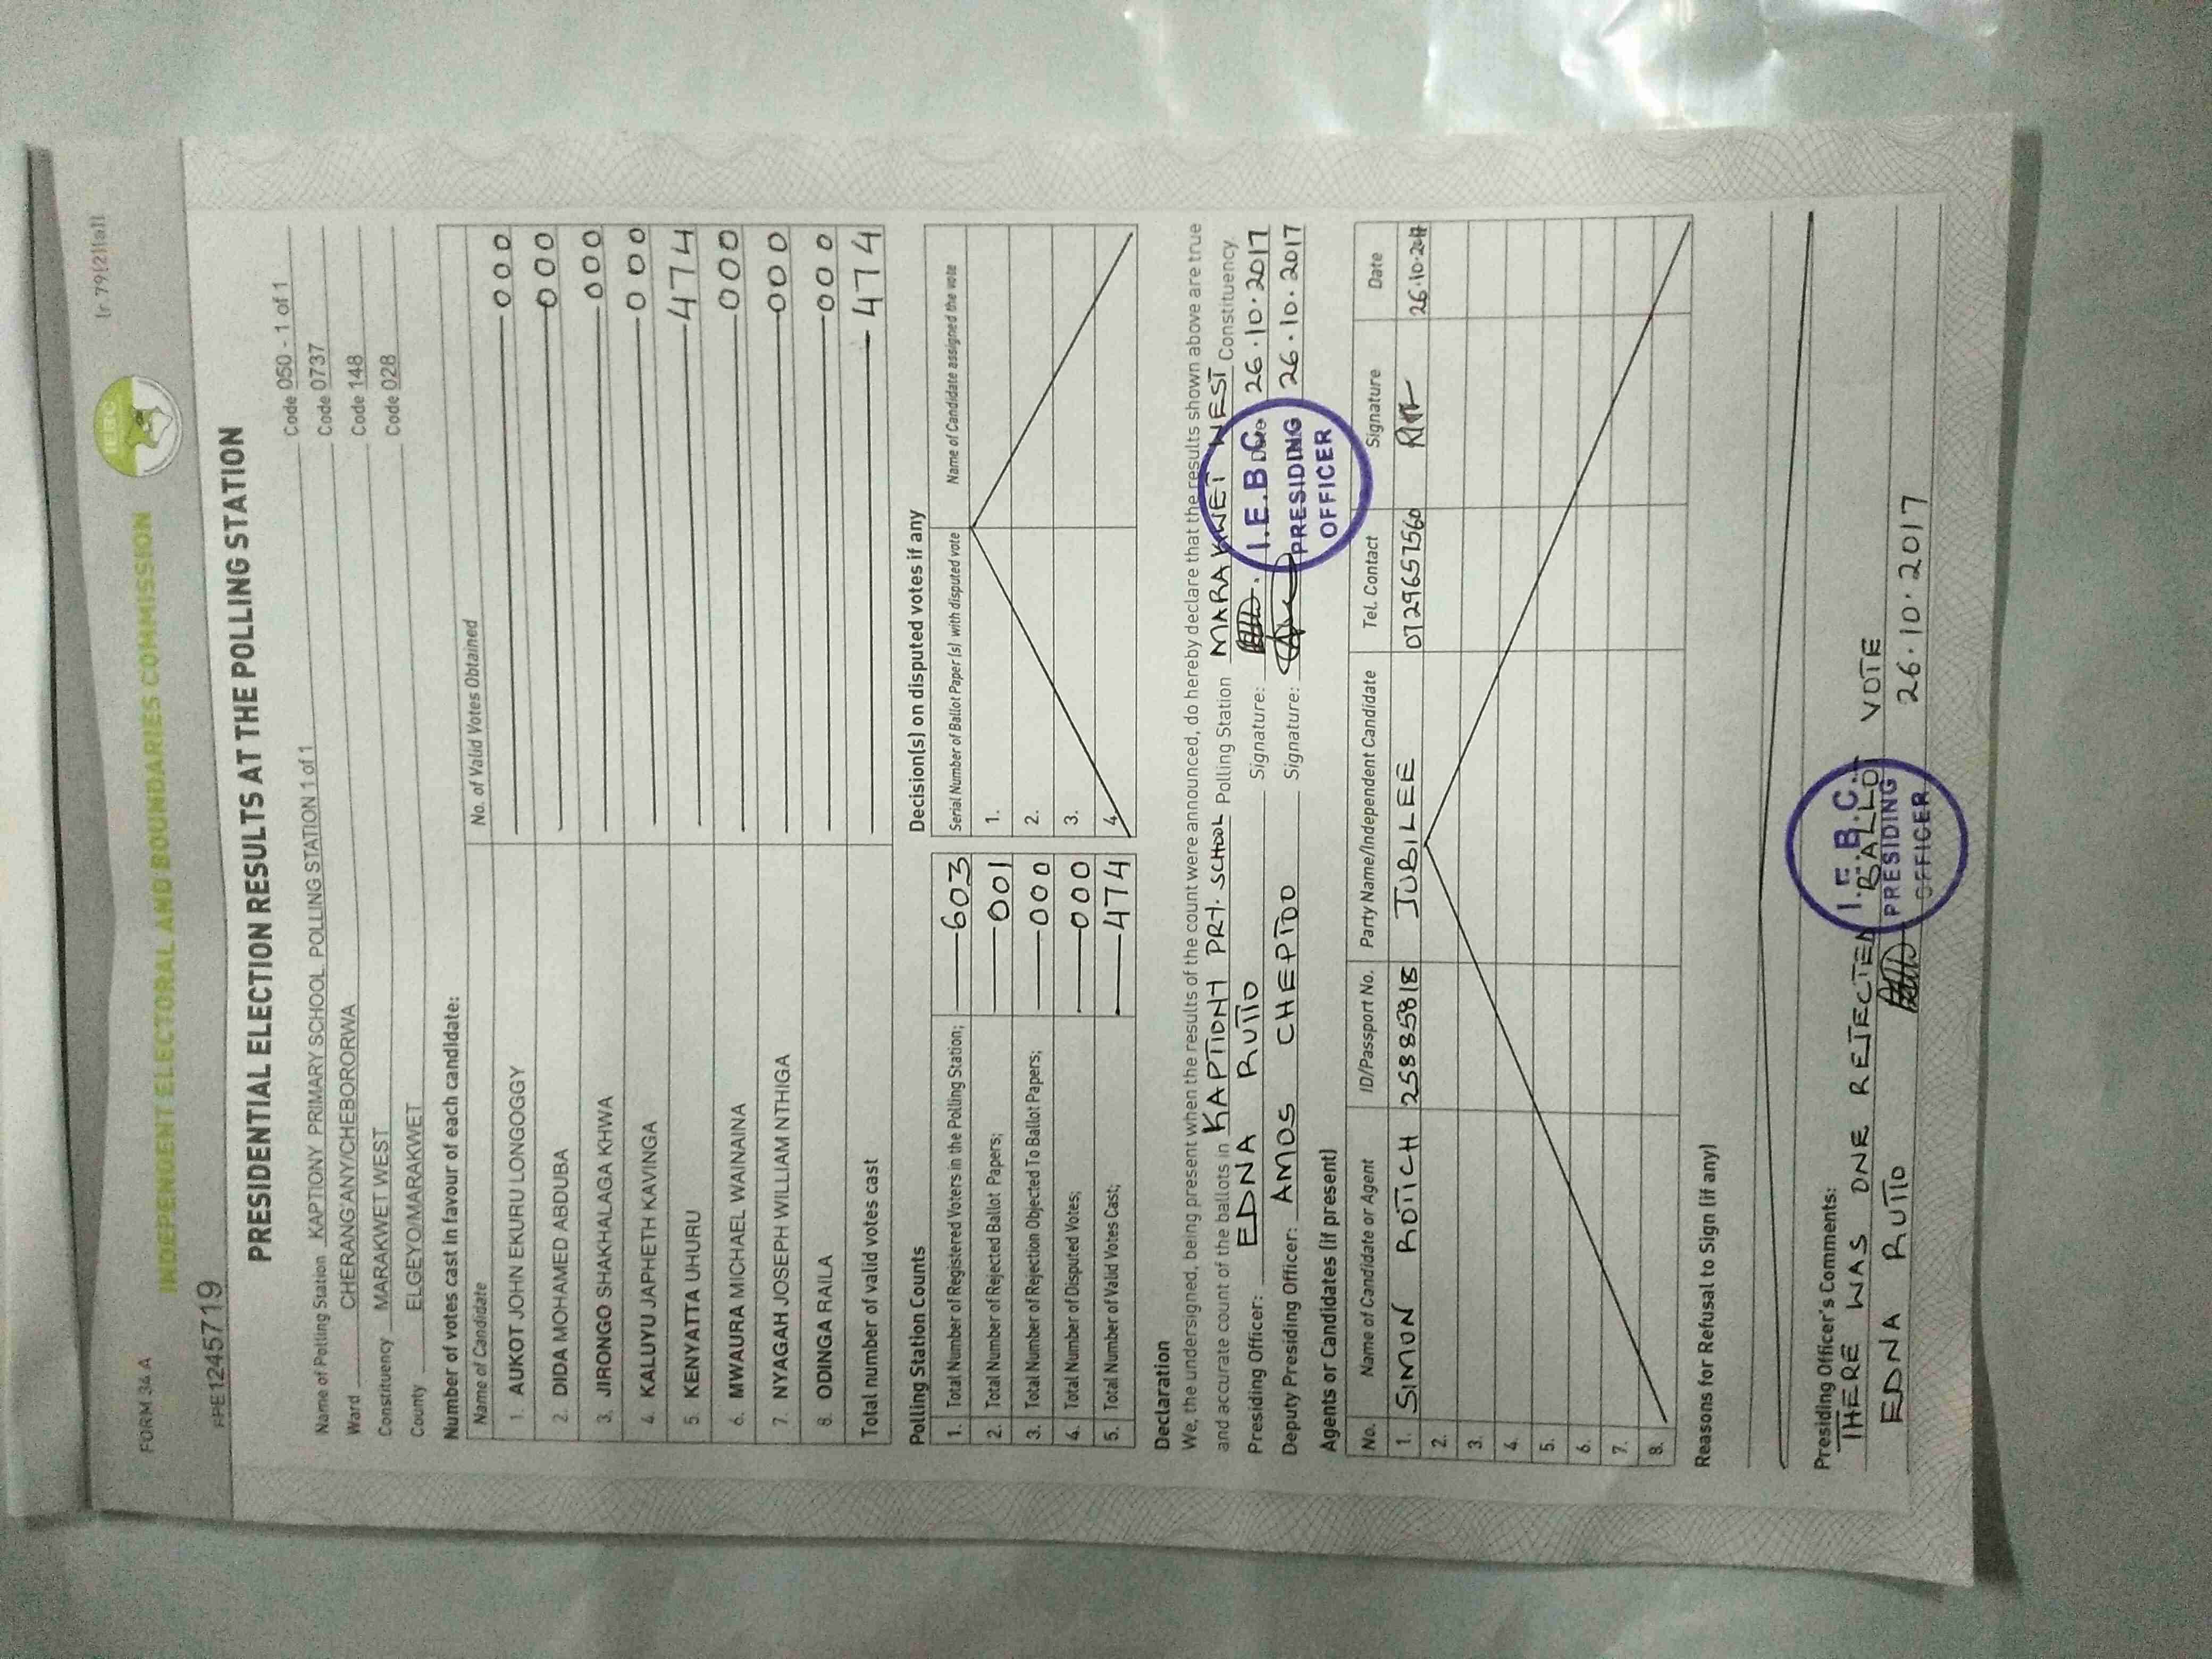 FORM 34 A
(r 79(2)(a))
IEBC
INDEPENDENT ELECTORAL AND BOUNDARIES COMMISSION
PPE1245719
PRESIDENTIAL ELECTION RESULTS AT THE POLLING STATION
Name of Polling Station KAPTIONY PRIMARY SCHOOL POLLING STATION 1 of 1 Code 050 - 1 of 1
Ward CHERANG'ANY/CHEBORORWA Code 0737
Constituency MARAKWET WEST Code 148
County ELGEYO/MARAKWET Code 028
Number of votes cast in favour of each candidate:
Name of Candidate No. of Valid Votes Obtained
1. AUKOT JOHN EKURU LONGOGGY 000
2. DIDA MOHAMED ABDUBA 000
3. JIRONGO SHAKHALAGA KHWA 000
4. KALUYU JAPHETH KAVINGA 000
5. KENYATTA UHURU 474
6. MWAURA MICHAEL WAINAINA 000
7. NYAGAH JOSEPH WILLIAM NTHIGA 000
8. ODINGA RAILA 000
Total number of valid votes cast 474
Polling Station Counts
1. Total Number of Registered Voters in the Polling Station; 603
2. Total Number of Rejected Ballot Papers; 001
3. Total Number of Rejection Objected To Ballot Papers; 000
4. Total Number of Disputed Votes; 000
5. Total Number of Valid Votes Cast; 474
Decision(s) on disputed votes if any
Serial Number of Ballot Paper (s) with disputed vote Name of Candidate assigned the vote
1.
2.
3.
4.
Declaration
We, the undersigned, being present when the results of the count were announced, do hereby declare that the results shown above are true
and accurate count of the ballots in KAPTIONY PRY. SCHOOL Polling Station MARAKWET WEST Constituency.
Presiding Officer: EDNA RUTTO Signature: Date 26.10.2017
Deputy Presiding Officer: AMOS CHEPTOO Signature: 26.10.2017
I.E.B.C.
PRESIDING
OFFICER
Agents or Candidates (if present)
No. Name of Candidate or Agent ID/Passport No. Party Name/Independent Candidate Tel. Contact Signature Date
1. SIMON ROTICH 25885818 JUBILEE 0729657560 26.10.2017
2.
3.
4.
5.
6.
7.
8.
Reasons for Refusal to Sign (if any)
Presiding Officer's Comments:
THERE WAS ONE REJECTED BALLOT VOTE
EDNA RUTTO 26.10.2017
I.E.B.C.
PRESIDING
OFFICER